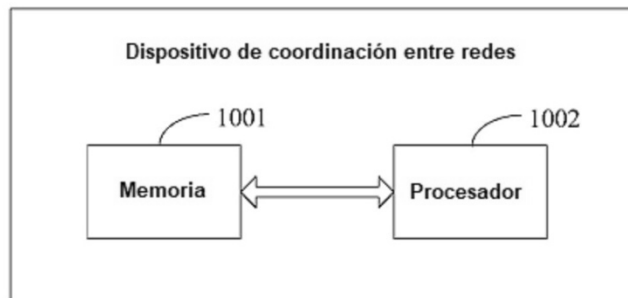 Dispositivo de coordinación entre redes
1001
1002
Memoria
Procesador